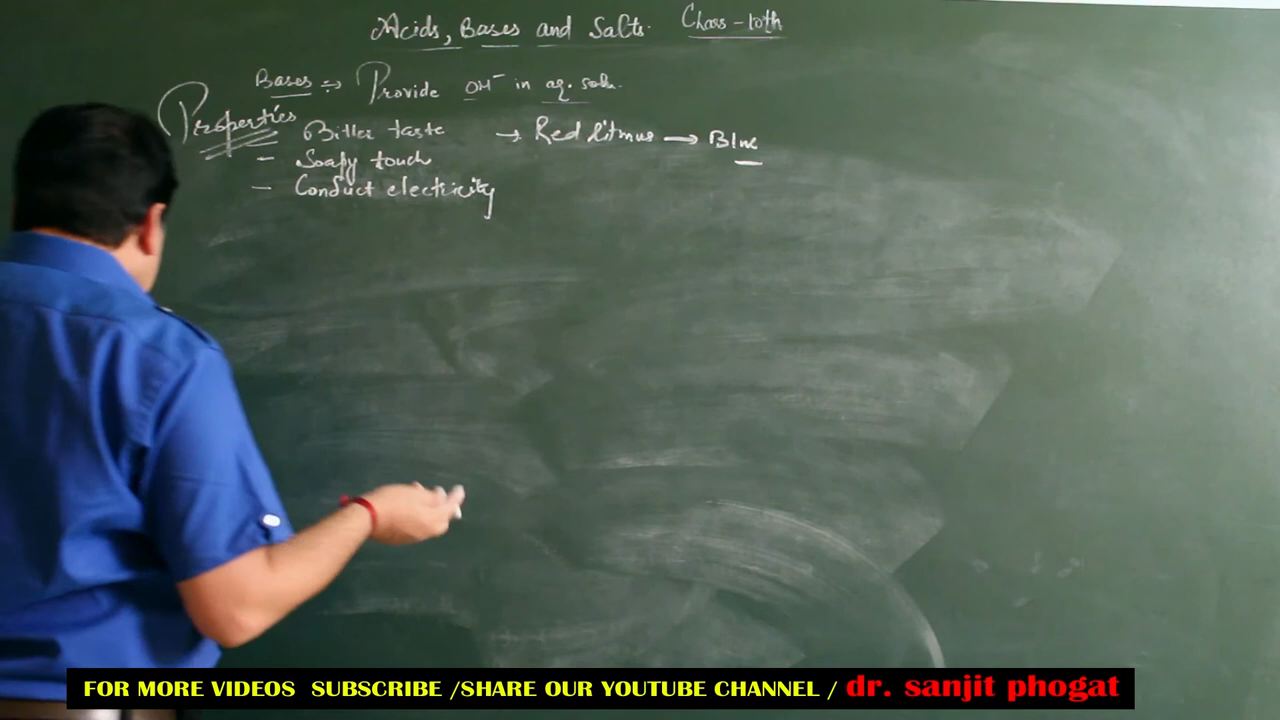 Acids, Bases and Salts. Class-10th
Bases :- Provide OH⁻ in aq. soln.
Properties
Bitter taste → Red litmus → Blue
- Soapy touch
- Conduct electricity
FOR MORE VIDEOS SUBSCRIBE /SHARE OUR YOUTUBE CHANNEL / dr. sanjit phogat